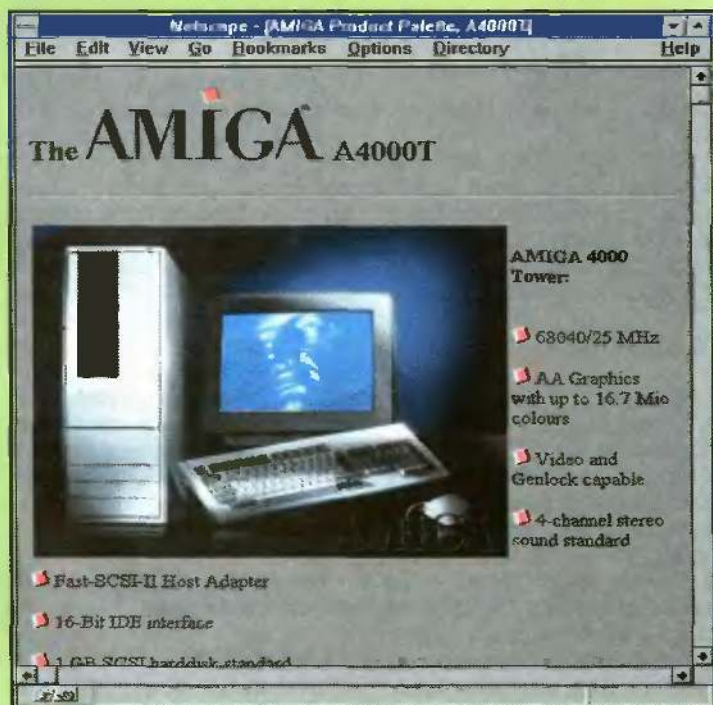 Netscape - [AMIGA Product Palette, A4000T]
File Edit View Go Bookmarks Options Directory Help
The AMIGA A4000T
AMIGA 4000
Tower:
68040/25 MHz
AA Graphics
with up to 16.7 Mio
colours
Video and
Genlock capable
4-channel stereo
sound standard
Fast-SCSI-II Host Adapter
16-Bit IDE interface
1 GB SCSI harddisk standard